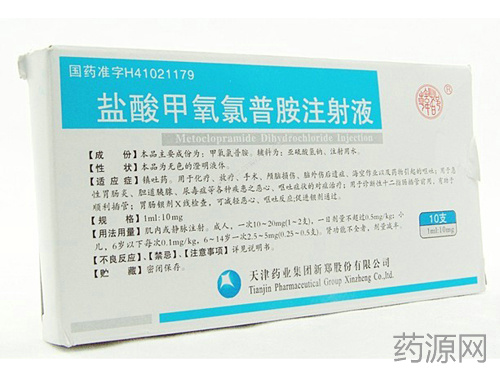 国药准字H41021179
盐酸甲氧氯普胺注射液
Metoclopramide Dihydrochloride Injection
【成 份】本品主要成份为:甲氧氯普胺。辅料为:亚硫酸氢钠、注射用水。
【性 状】本品为无色的澄明液体。
【适 应 症】镇吐药。用于化疗、放疗、手术、颅脑损伤、脑外伤后遗症、海空作业以及药物引起的呕吐;用于急
性胃肠炎、胆道胰腺、尿毒症等各种疾患之恶心、呕吐症状的对症治疗;用于诊断性十二指肠插管前用,有助于
顺利插管;胃肠钡剂X线检查,可减轻恶心、呕吐反应,促进钡剂通过。
【规 格】1ml:10mg
【用法用量】肌内或静脉注射。成人,一次10~20mg(1~2支),一日剂量不超过0.5mg/kg;小
儿,6岁以下每次0.1mg/kg,6~14岁一次2.5~5mg(0.25~0.5支)。肾功能不全者,剂量减半。
【不良反应】、【禁忌】、【注意事项】详见说明书。
【贮 藏】密闭保存。
10支
1ml:10mg
天津药业集团新郑股份有限公司
Tianjin Pharmaceutical Group Xinzheng Co.,ltd.
®
药源网